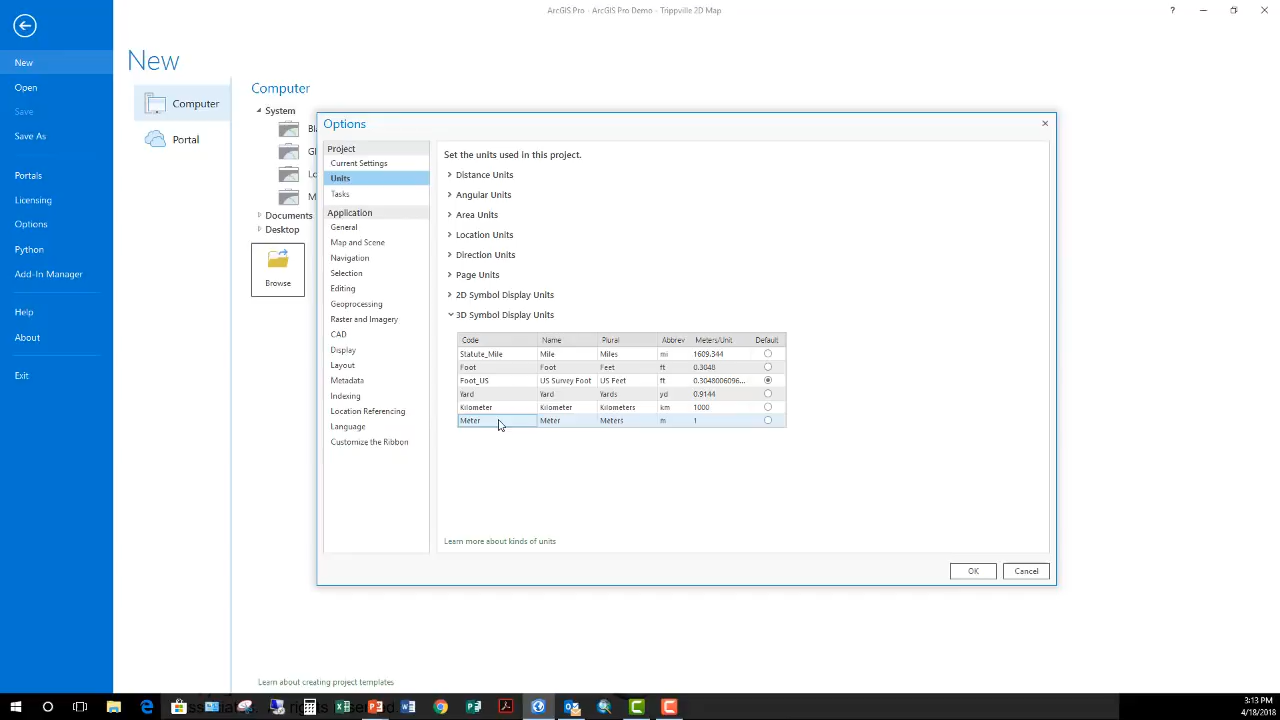 ArcGIS Pro - ArcGIS Pro Demo - Trippville 2D Map
?
New
Open
Save
Save As
Portals
Licensing
Options
Python
Add-In Manager
Help
About
Exit
New
Computer
Portal
Computer
System
Documents
Desktop
Browse
Learn about creating project templates
Options
Project
Current Settings
Units
Tasks
Application
General
Map and Scene
Navigation
Selection
Editing
Geoprocessing
Raster and Imagery
CAD
Display
Layout
Metadata
Indexing
Location Referencing
Language
Customize the Ribbon
Set the units used in this project.
Distance Units
Angular Units
Area Units
Location Units
Direction Units
Page Units
2D Symbol Display Units
3D Symbol Display Units
Code Name Plural Abbrev Meters/Unit Default
Statute_Mile Mile Miles mi 1609.344
Foot Foot Feet ft 0.3048
Foot_US US Survey Foot US Feet ft 0.3048006096...
Yard Yard Yards yd 0.9144
Kilometer Kilometer Kilometers km 1000
Meter Meter Meters m 1
Learn more about kinds of units
OK Cancel
3:13 PM
4/18/2018